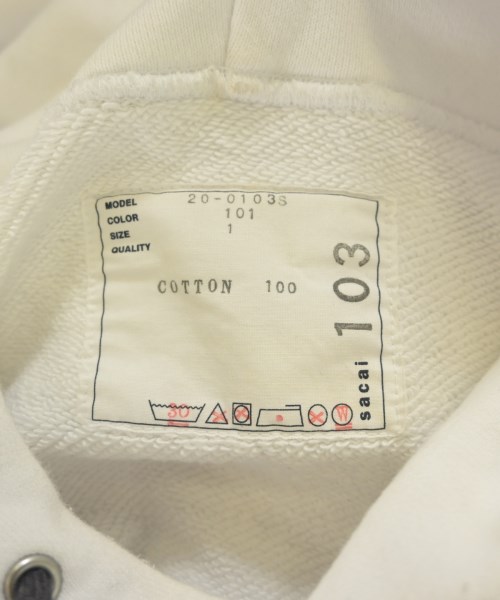 MODEL 20-0103S
COLOR 101
SIZE 1
QUALITY
COTTON 100
sacai 103
30
W